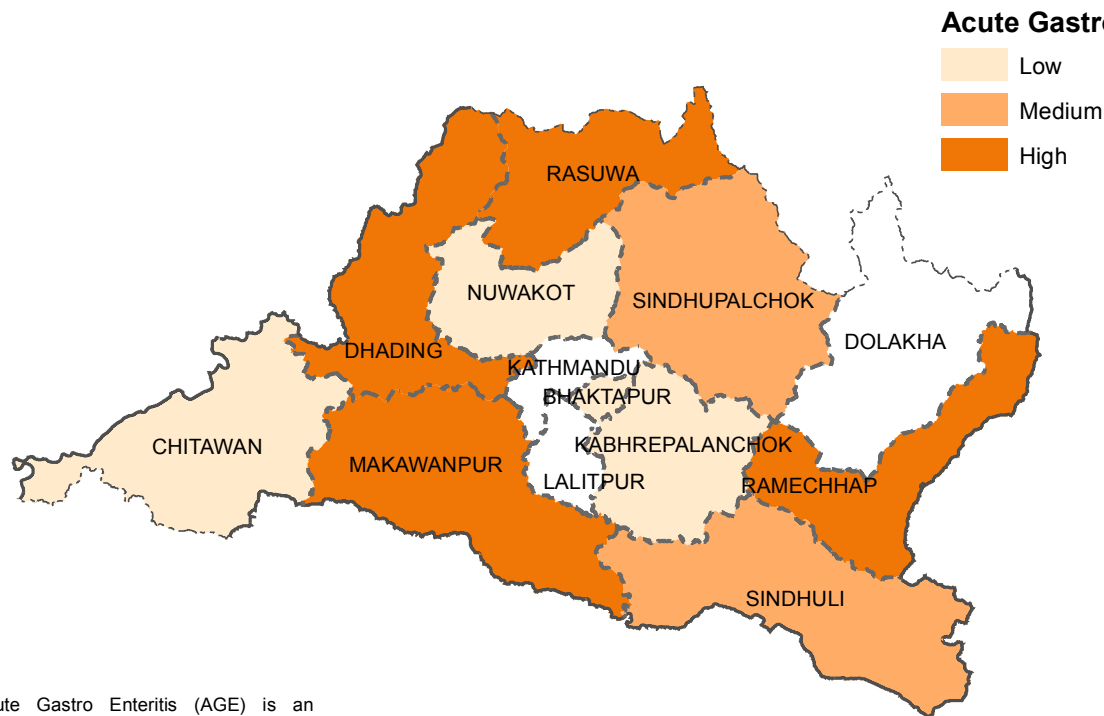 Acute Gastro
Low
Medium
High
RASUWA
NUWAKOT
SINDHUPALCHOK
DOLAKHA
DHADING
KATHMANDU
BHAKTAPUR
CHITAWAN
KABHREPALANCHOK
MAKAWANPUR
LALITPUR
RAMECHHAP
SINDHULI
ute Gastro Enteritis (AGE) is an